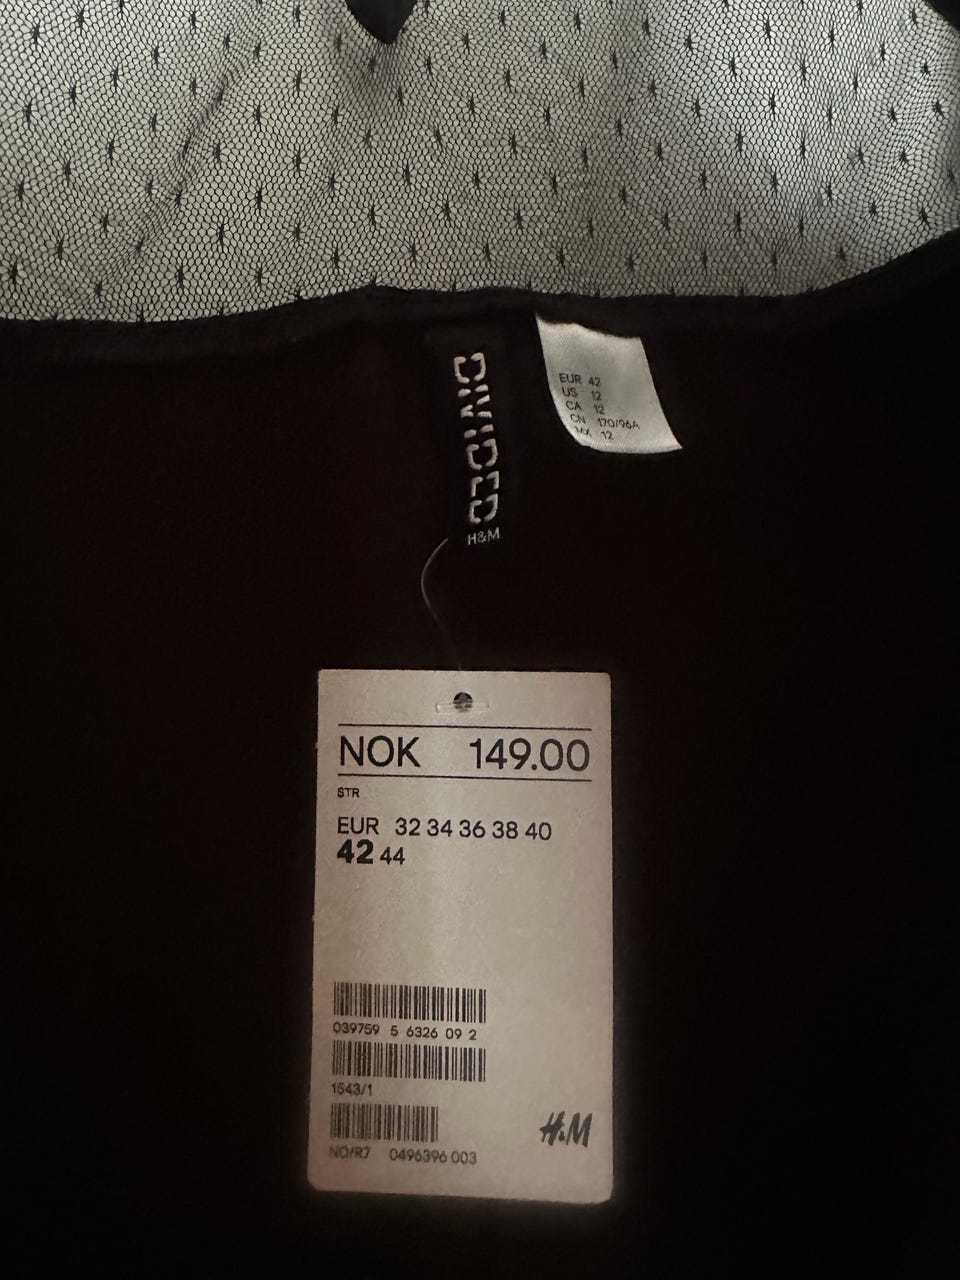 DIVIDED
H&M
EUR 42
US 12
CA 12
CN 170/96A
MX 12
NOK 149.00
STR
EUR 32 34 36 38 40
42 44
039759 5 6326 09 2
1543/1
NO/R7 0496396 003
H&M